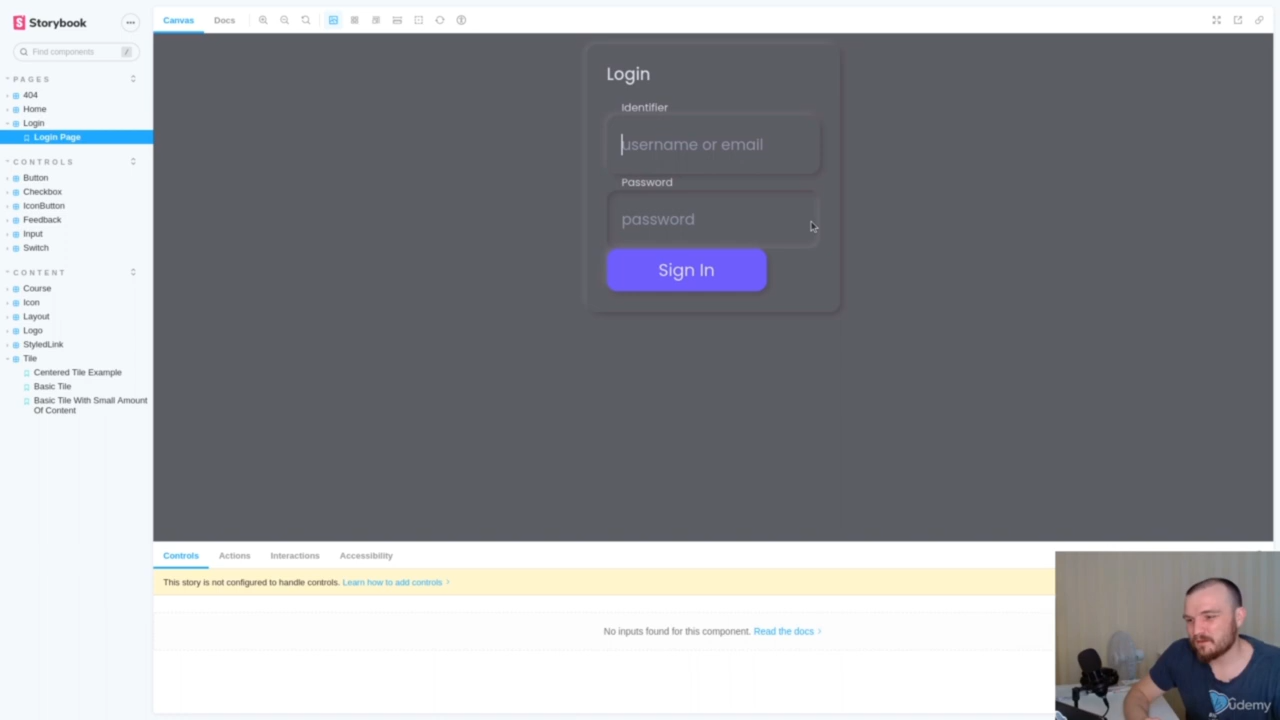 Storybook
Find components
/
PAGES
404
Home
Login
Login Page
CONTROLS
Button
Checkbox
IconButton
Feedback
Input
Switch
CONTENT
Course
Icon
Layout
Logo
StyledLink
Tile
Centered Tile Example
Basic Tile
Basic Tile With Small Amount
Of Content
Canvas
Docs
Login
Identifier
username or email
Password
password
Sign In
Controls
Actions
Interactions
Accessibility
This story is not configured to handle controls. Learn how to add controls
No inputs found for this component. Read the docs
Udemy